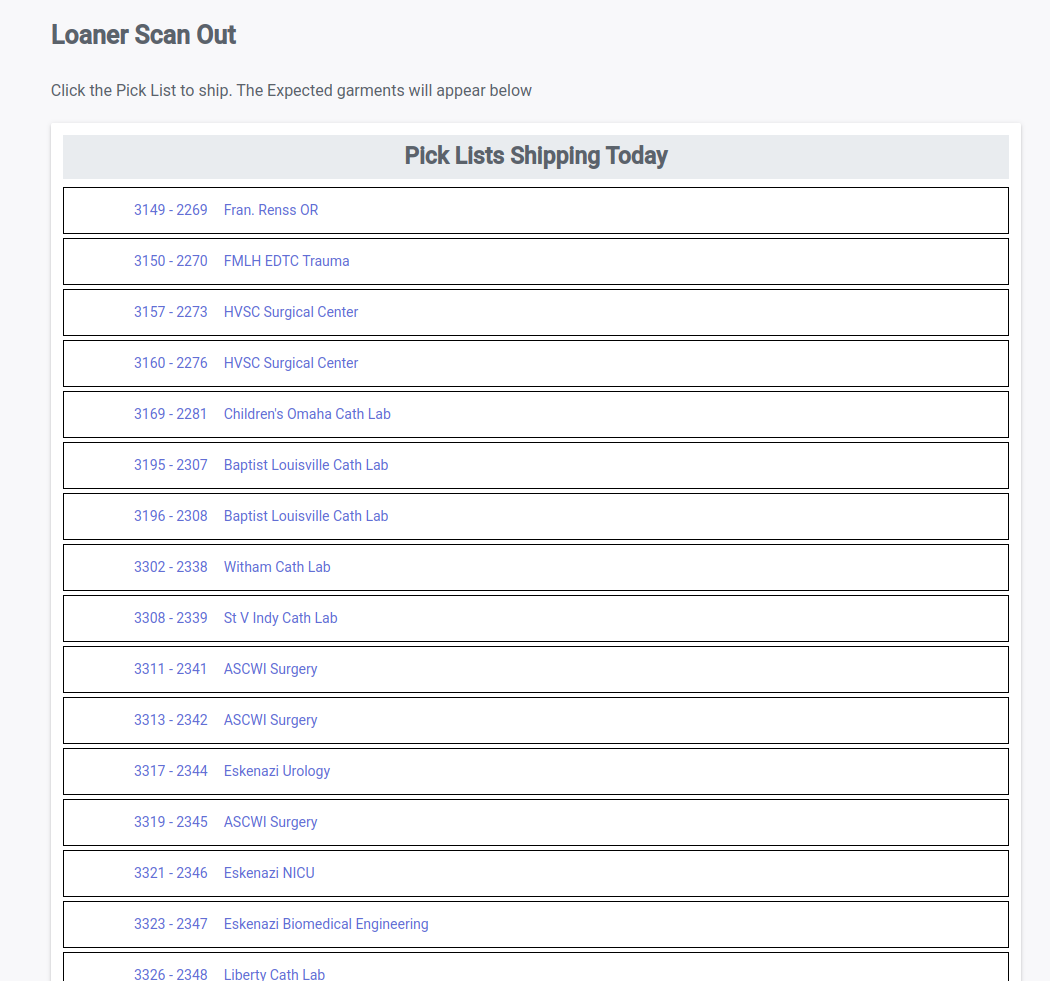 Loaner Scan Out
Click the Pick List to ship. The Expected garments will appear below
Pick Lists Shipping Today
3149 - 2269 Fran. Renss OR
3150 - 2270 FMLH EDTC Trauma
3157 - 2273 HVSC Surgical Center
3160 - 2276 HVSC Surgical Center
3169 - 2281 Children's Omaha Cath Lab
3195 - 2307 Baptist Louisville Cath Lab
3196 - 2308 Baptist Louisville Cath Lab
3302 - 2338 Witham Cath Lab
3308 - 2339 St V Indy Cath Lab
3311 - 2341 ASCWI Surgery
3313 - 2342 ASCWI Surgery
3317 - 2344 Eskenazi Urology
3319 - 2345 ASCWI Surgery
3321 - 2346 Eskenazi NICU
3323 - 2347 Eskenazi Biomedical Engineering
3326 - 2348 Liberty Cath Lab